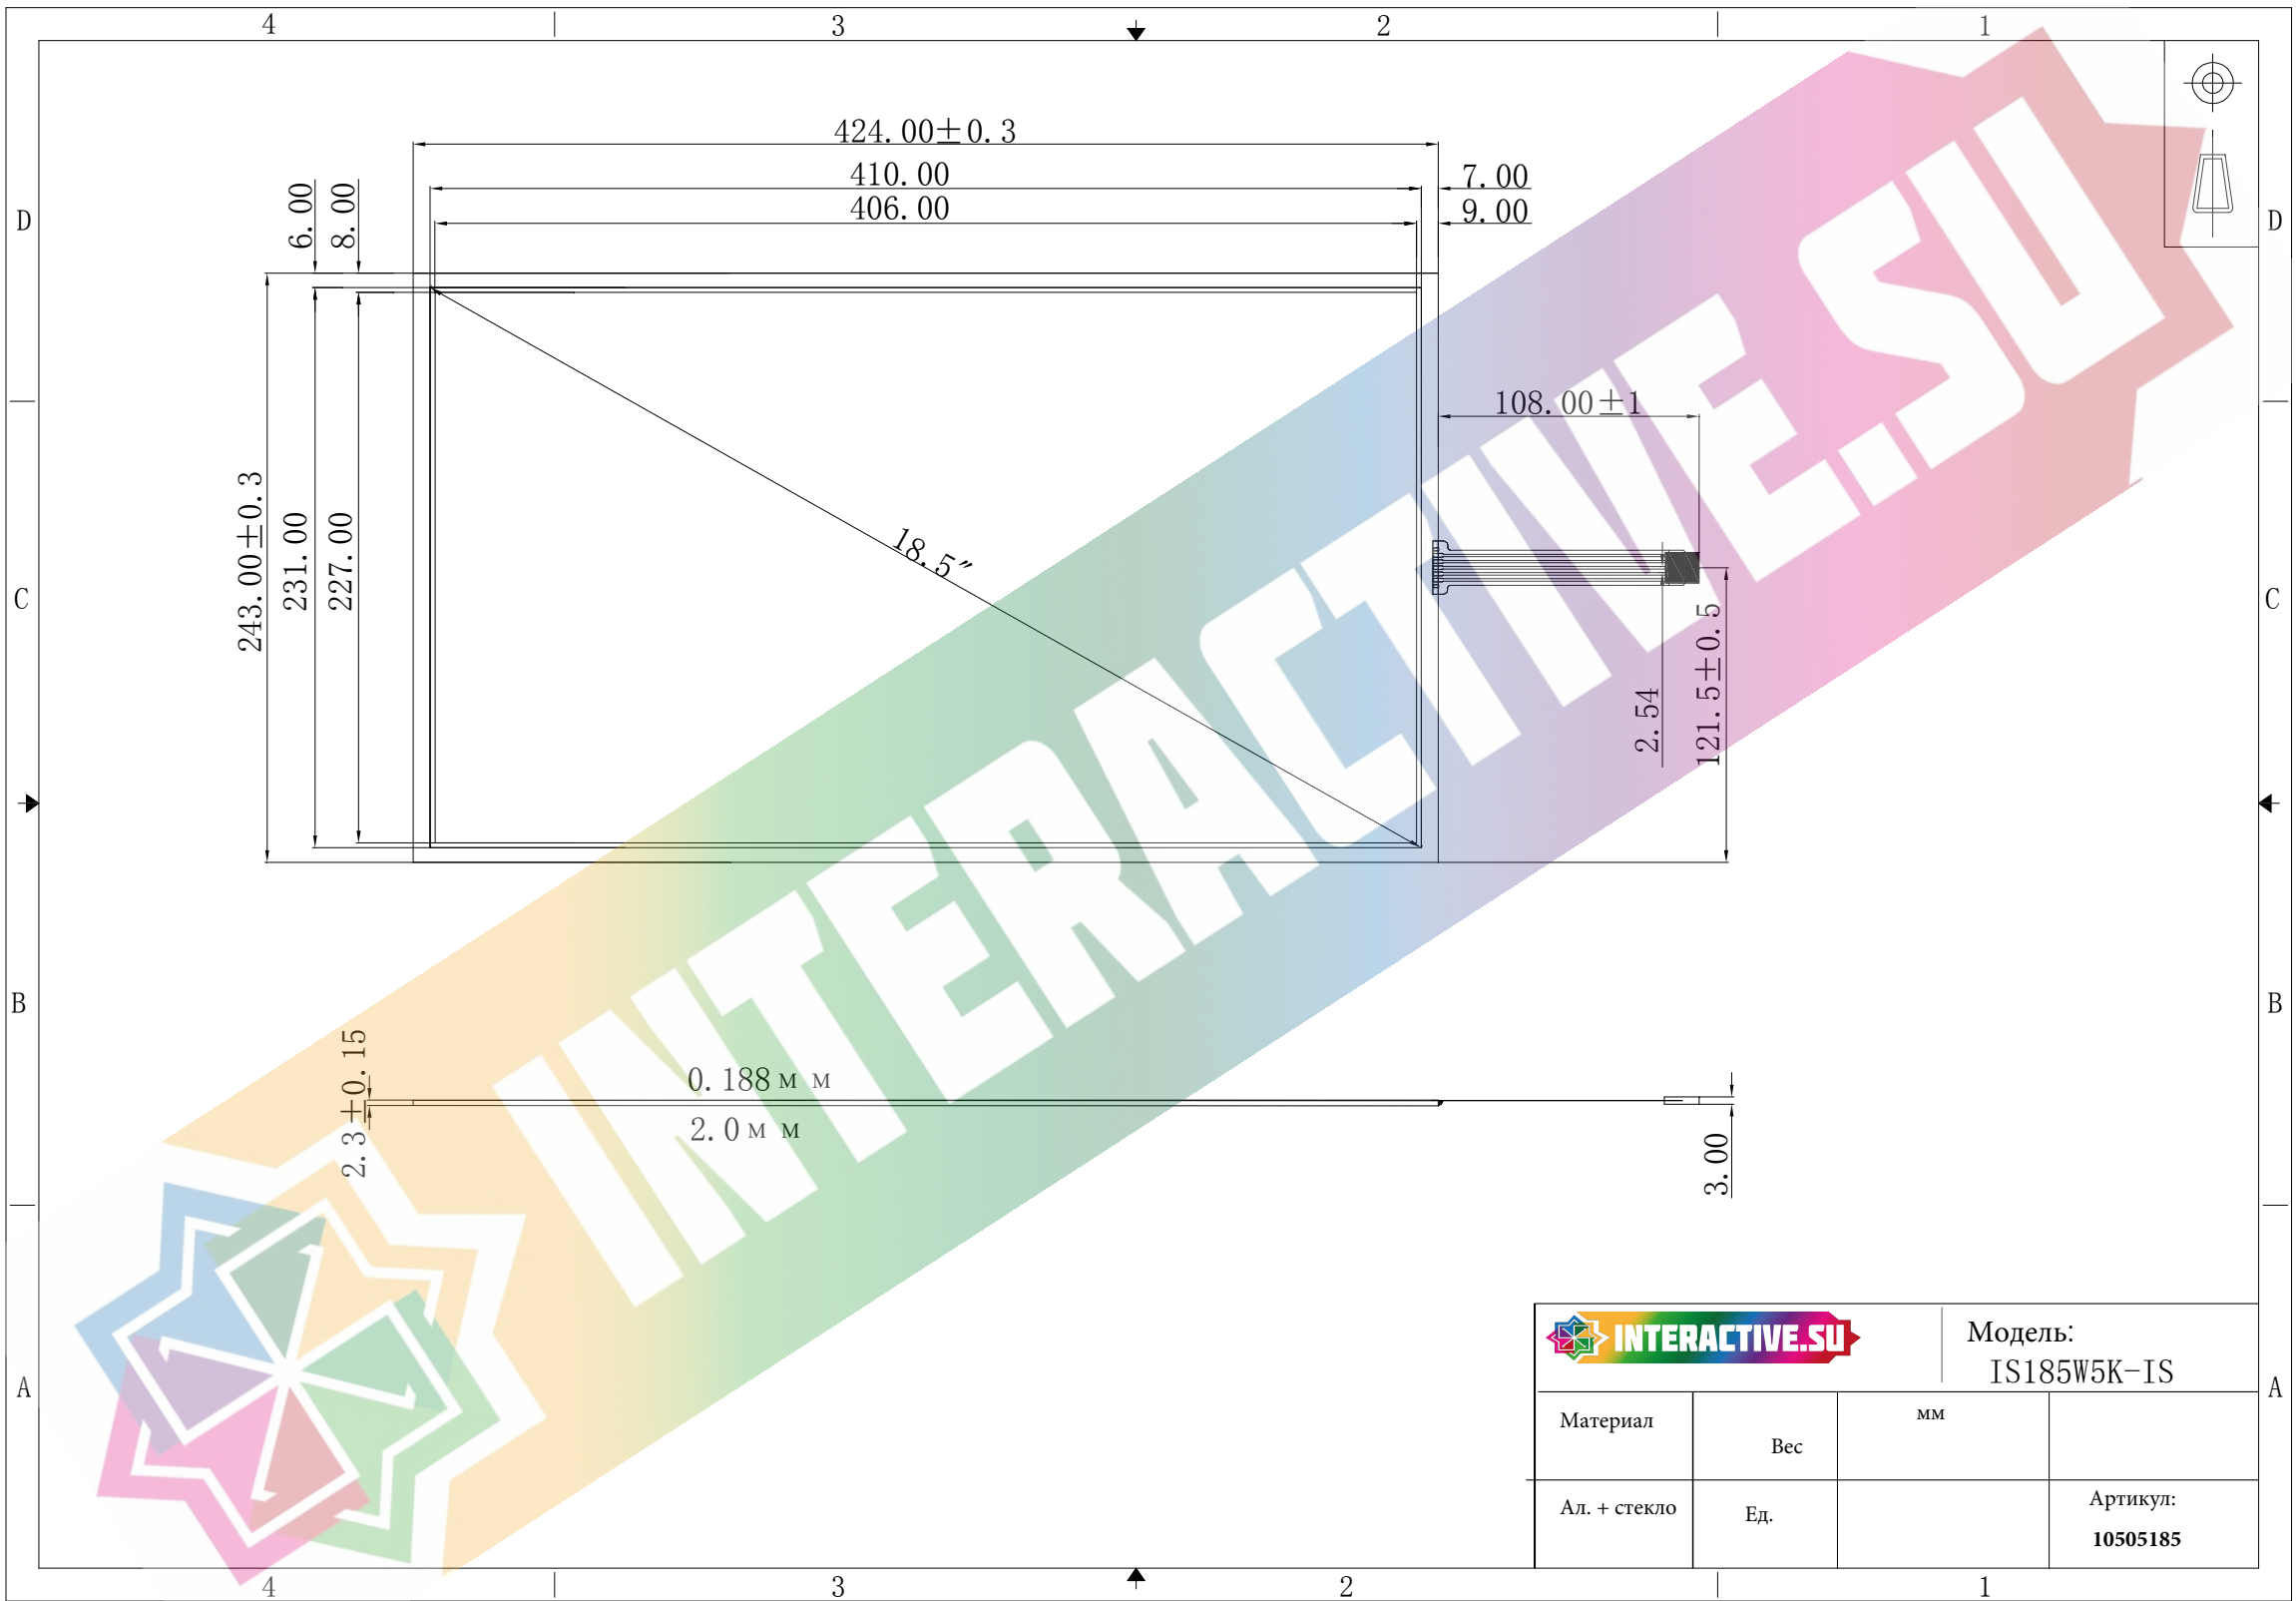 4 3 2 1
424.00±0.3
410.00
7.00
406.00
9.00
6.00
8.00
D
D
108.00±1
243.00±0.3
231.00
227.00
18.5"
C
C
2.54
121.5±0.5
INTERACTIVE.SU
B
B
2.3±0.15
0.188мм
2.0мм
3.00
INTERACTIVE.SU
Модель:
IS185W5K-IS
A
A
Материал
Вес
мм
Ал. + стекло
Ед.
Артикул:
10505185
4 3 2 1